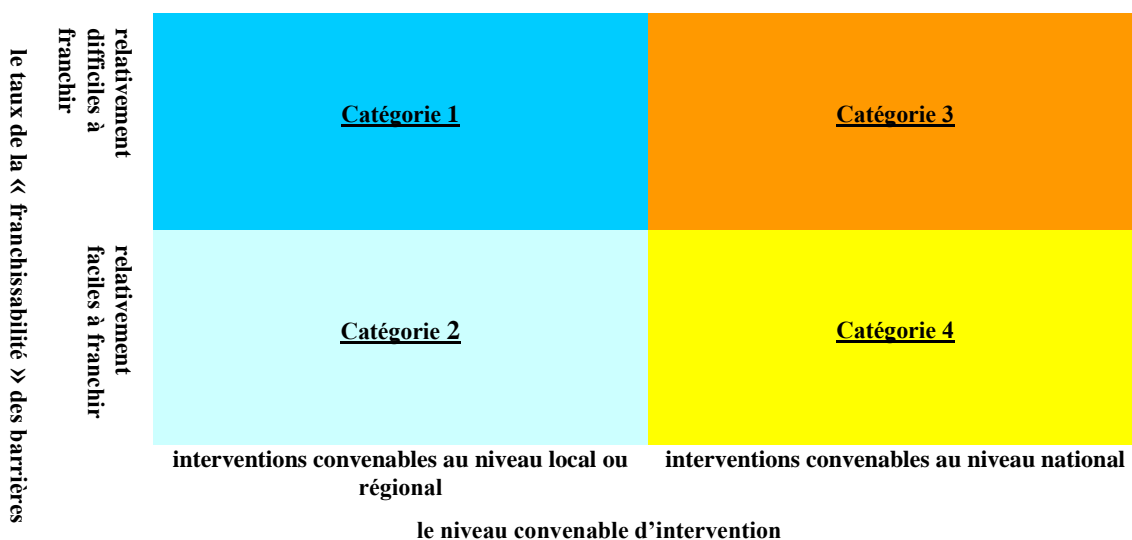 le taux de la « franchissabilité » des barrières
relativement
difficiles à
franchir
Catégorie 1
Catégorie 3
relativement
faciles à franchir
Catégorie 2
Catégorie 4
interventions convenables au niveau local ou
régional
interventions convenables au niveau national
le niveau convenable d’intervention